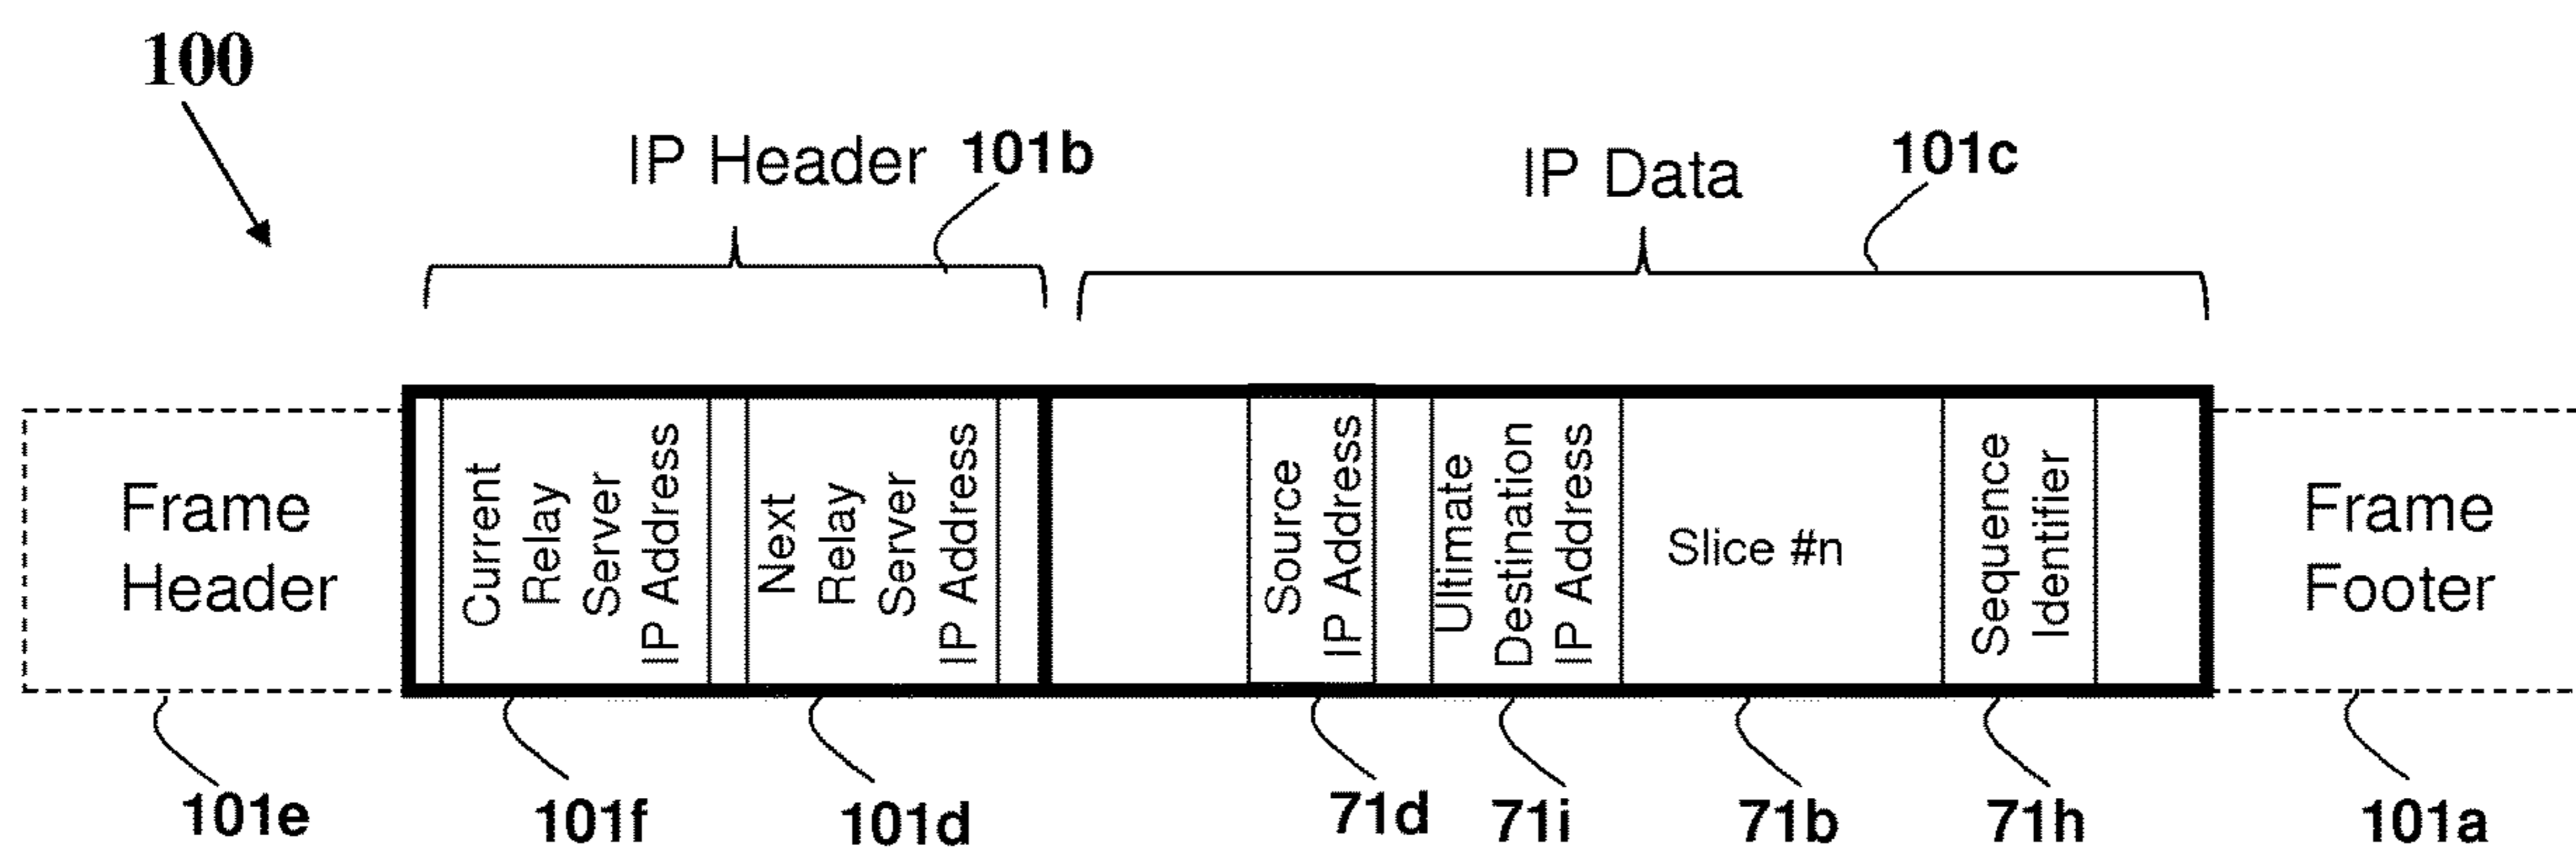 100
IP Header 101b
IP Data 101c
Frame
Header
Current
Relay
Server
IP Address
Next
Relay
Server
IP Address
Source
IP Address
Ultimate
Destination
IP Address
Slice #n
Sequence
Identifier
Frame
Footer
101e
101f
101d
71d
71i
71b
71h
101a